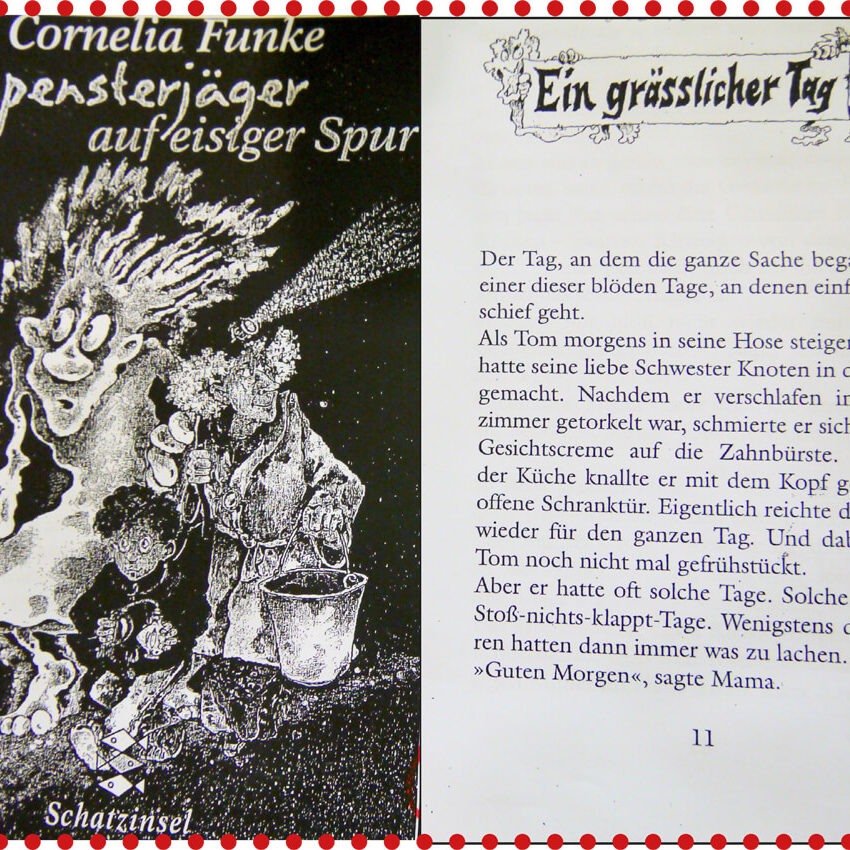 Cornelia Funke
pensterjäger
auf eisiger Spur
Schatzinsel
Ein grässlicher Tag
Der Tag, an dem die ganze Sache bega
einer dieser blöden Tage, an denen einf
schief geht.
Als Tom morgens in seine Hose steigen
hatte seine liebe Schwester Knoten in d
gemacht. Nachdem er verschlafen in
zimmer getorkelt war, schmierte er sich
Gesichtscreme auf die Zahnbürste.
der Küche knallte er mit dem Kopf g
offene Schranktür. Eigentlich reichte d
wieder für den ganzen Tag. Und dab
Tom noch nicht mal gefrühstückt.
Aber er hatte oft solche Tage. Solche
Stoß-nichts-klappt-Tage. Wenigstens d
ren hatten dann immer was zu lachen.
»Guten Morgen«, sagte Mama.
11